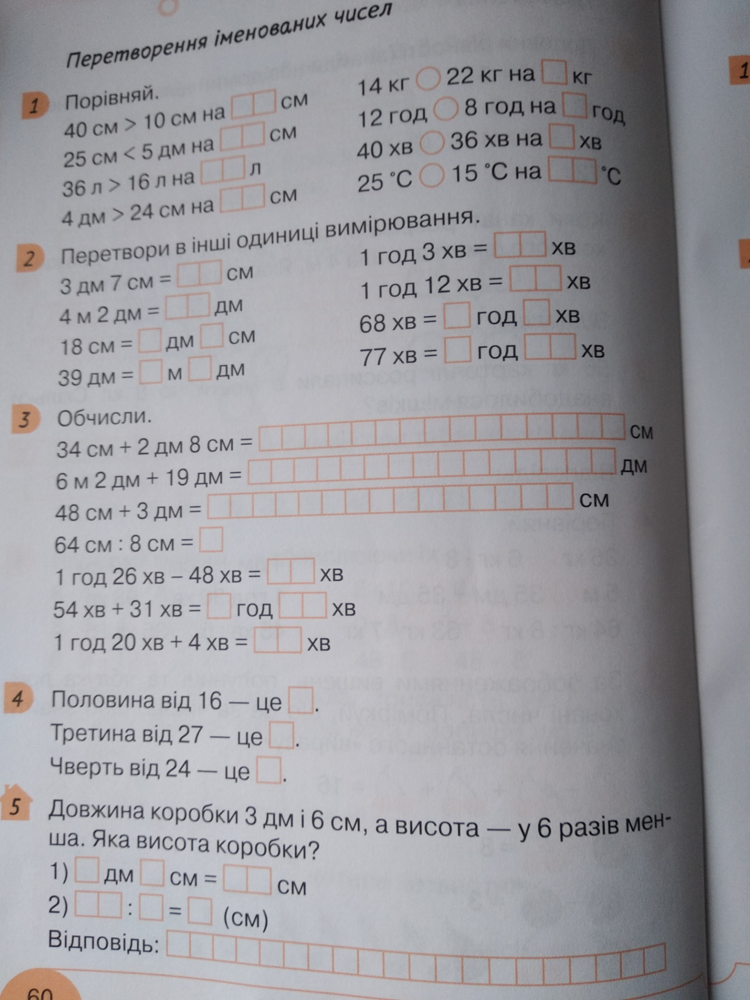 Перетворення іменованих чисел
1 Порівняй.
40 см > 10 см на см
25 см < 5 дм на см
36 л > 16 л на л
4 дм > 24 см на см
14 кг 22 кг на кг
12 год 8 год на год
40 хв 36 хв на хв
25 °С 15 °С на °С
2 Перетвори в інші одиниці вимірювання.
3 дм 7 см = см
4 м 2 дм = дм
18 см = дм см
39 дм = м дм
1 год 3 хв = хв
1 год 12 хв = хв
68 хв = год хв
77 хв = год хв
3 Обчисли.
34 см + 2 дм 8 см = см
6 м 2 дм + 19 дм = дм
48 см + 3 дм = см
64 см : 8 см =
1 год 26 хв – 48 хв = хв
54 хв + 31 хв = год хв
1 год 20 хв + 4 хв = хв
4 Половина від 16 — це .
Третина від 27 — це .
Чверть від 24 — це .
5 Довжина коробки 3 дм і 6 см, а висота — у 6 разів мен-
ша. Яка висота коробки?
1) дм см = см
2) : = (см)
Відповідь:
60
1